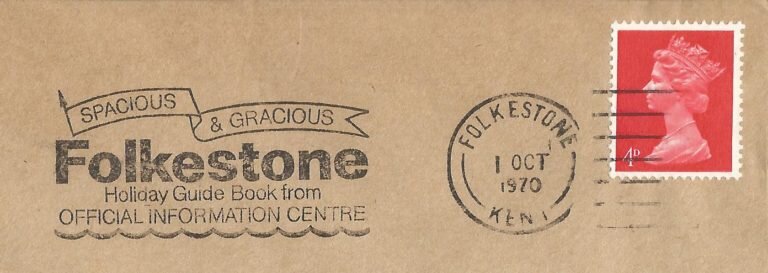 SPACIOUS
& GRACIOUS
Folkestone
Holiday Guide Book from
OFFICIAL INFORMATION CENTRE
FOLKESTONE
1 OCT
1970
KENT
4D